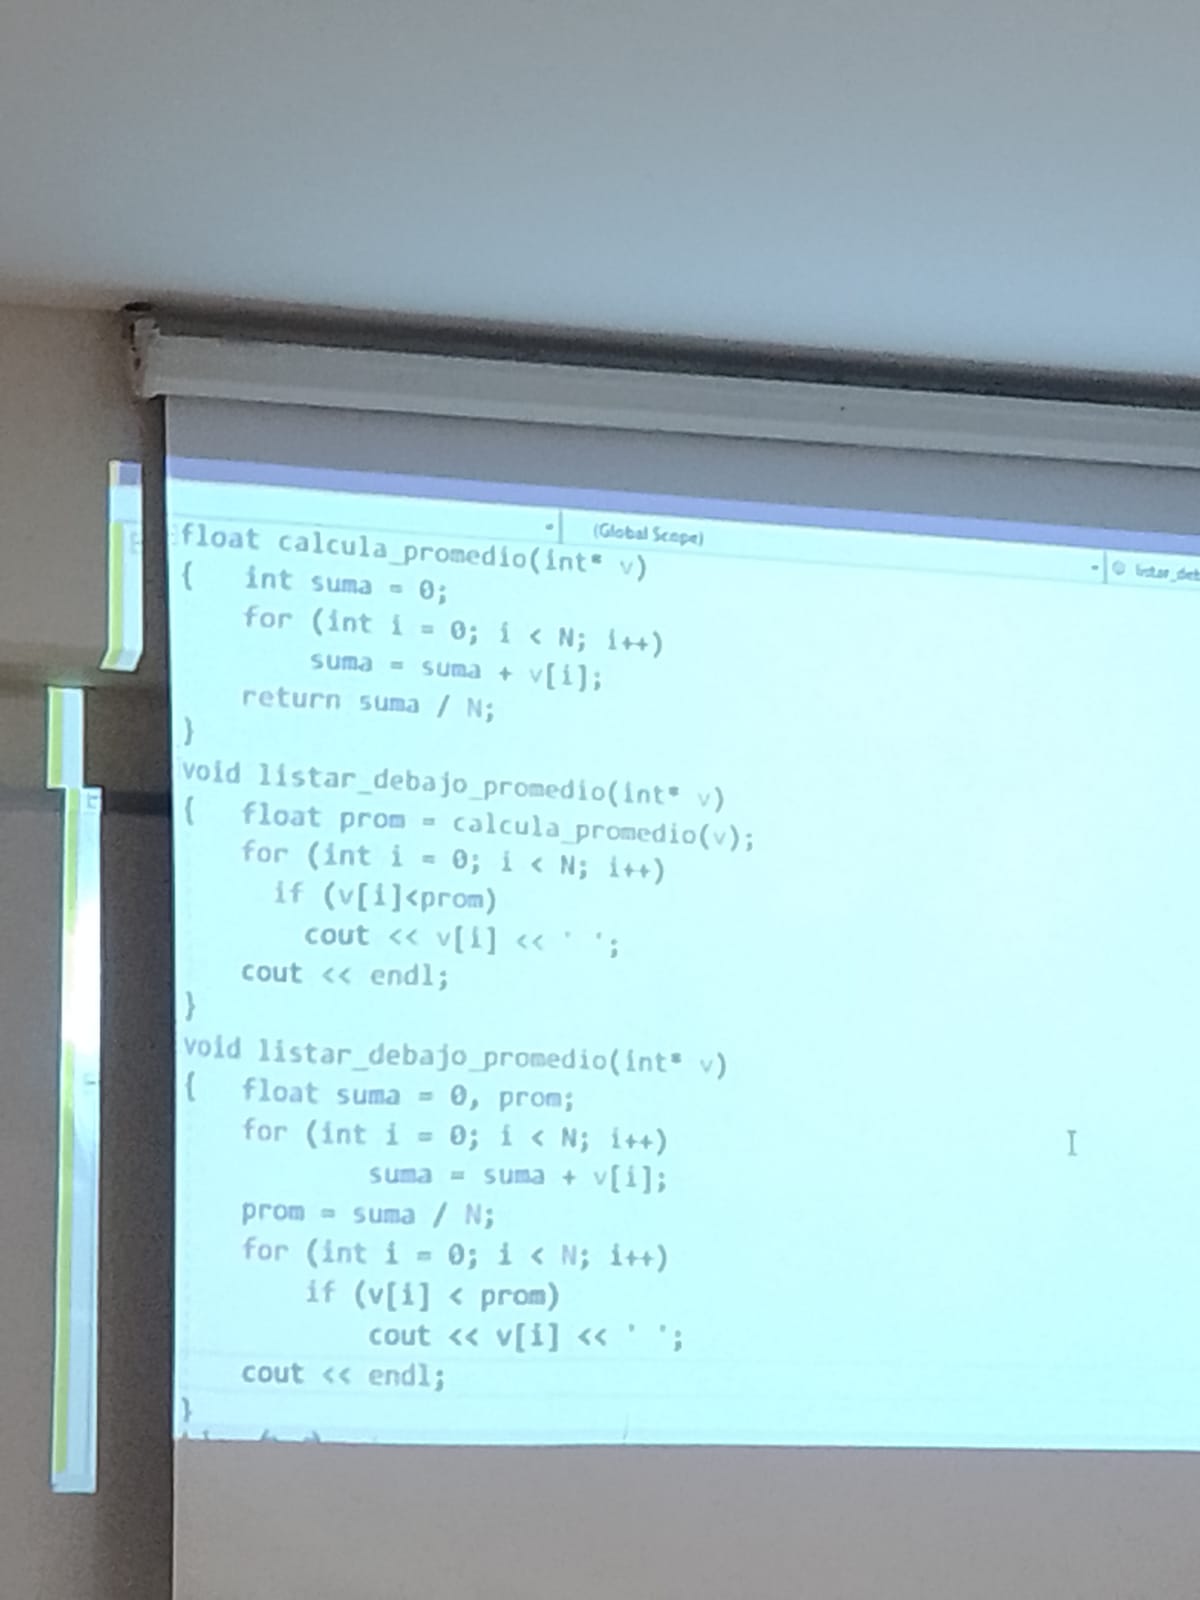 (Global Scope)
float calcula_promedio(int* v)
{   int suma = 0;
    for (int i = 0; i < N; i++)
        suma = suma + v[i];
    return suma / N;
}
void listar_debajo_promedio(int* v)
{   float prom = calcula_promedio(v);
    for (int i = 0; i < N; i++)
      if (v[i]<prom)
        cout << v[i] << ' ';
    cout << endl;
}
void listar_debajo_promedio(int* v)
{   float suma = 0, prom;
    for (int i = 0; i < N; i++)
            suma = suma + v[i];
    prom = suma / N;
    for (int i = 0; i < N; i++)
        if (v[i] < prom)
            cout << v[i] << ' ';
    cout << endl;
}